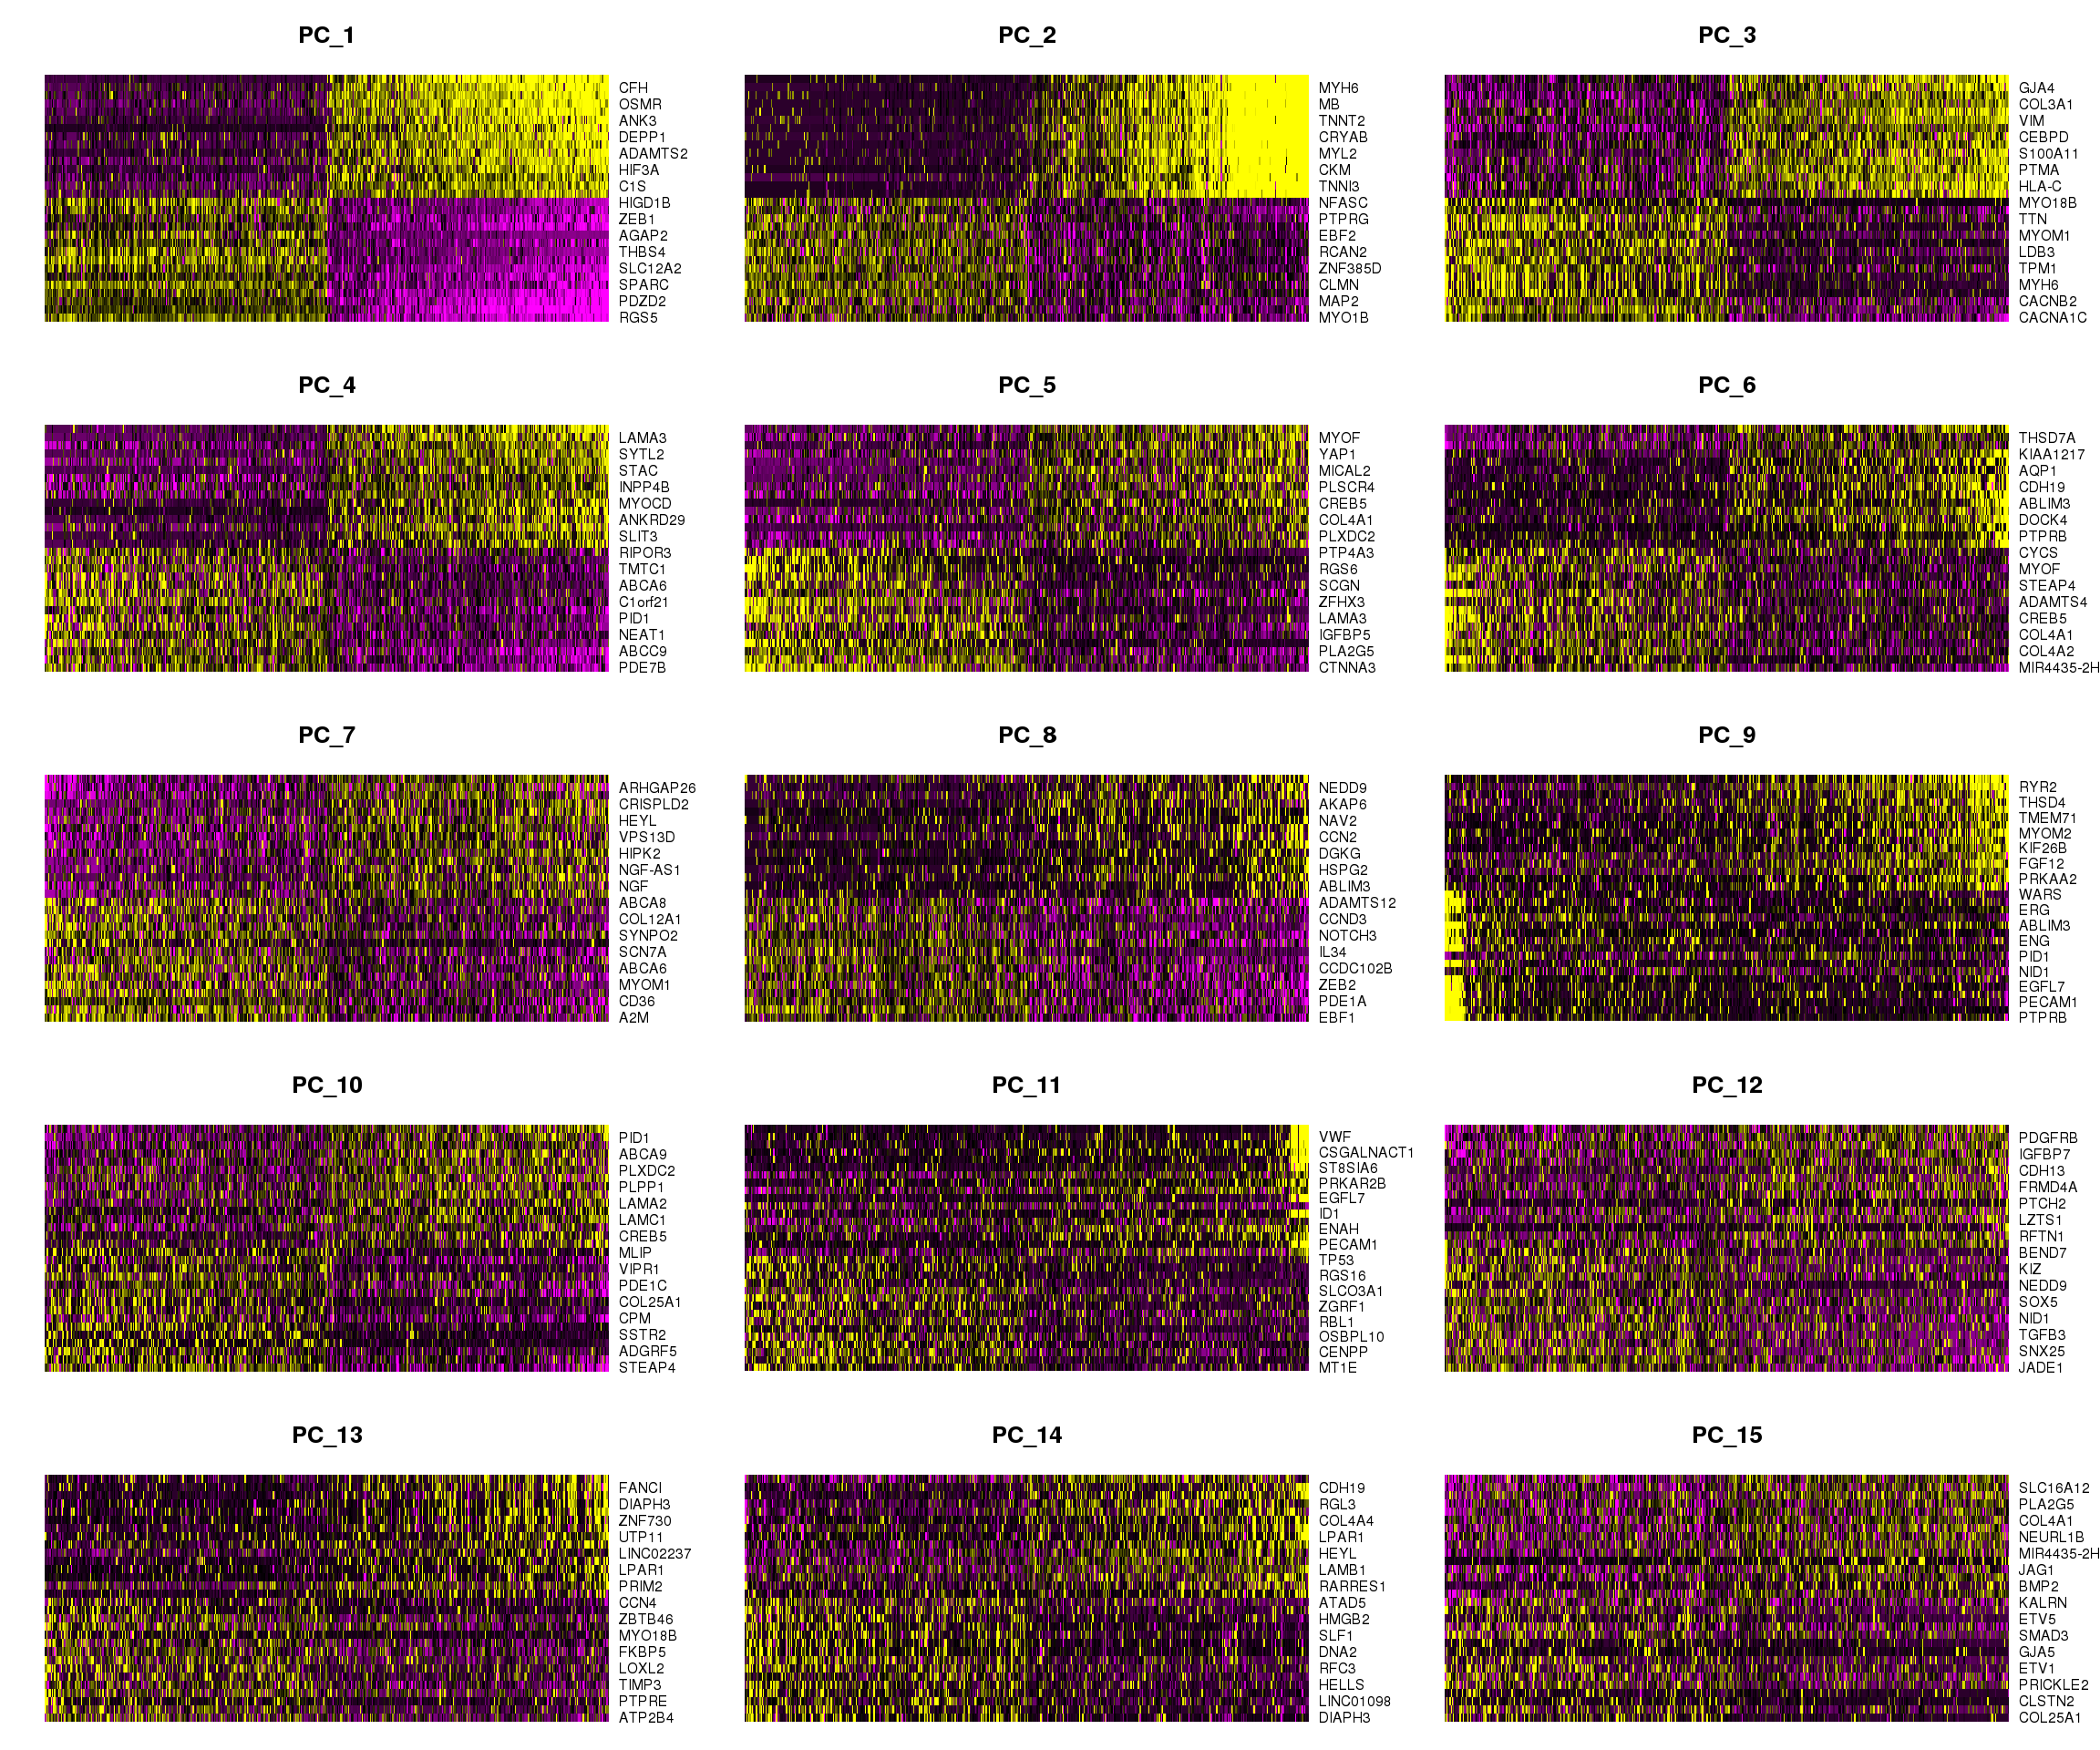 PC_1
CFH
OSMR
ANK3
DEPP1
ADAMTS2
HIF3A
C1S
HIGD1B
ZEB1
AGAP2
THBS4
SLC12A2
SPARC
PDZD2
RGS5
PC_2
MYH6
MB
TNNT2
CRYAB
MYL2
CKM
TNNI3
NFASC
PTPRG
EBF2
RCAN2
ZNF385D
CLMN
MAP2
MYO1B
PC_3
GJA4
COL3A1
VIM
CEBPD
S100A11
PTMA
HLA-C
MYO18B
TTN
MYOM1
LDB3
TPM1
MYH6
CACNB2
CACNA1C
PC_4
LAMA3
SYTL2
STAC
INPP4B
MYOCD
ANKRD29
SLIT3
RIPOR3
TMTC1
ABCA6
C1orf21
PID1
NEAT1
ABCC9
PDE7B
PC_5
MYOF
YAP1
MICAL2
PLSCR4
CREB5
COL4A1
PLXDC2
PTP4A3
RGS6
SCGN
ZFHX3
LAMA3
IGFBP5
PLA2G5
CTNNA3
PC_6
THSD7A
KIAA1217
AQP1
CDH19
ABLIM3
DOCK4
PTPRB
CYCS
MYOF
STEAP4
ADAMTS4
CREB5
COL4A1
COL4A2
MIR4435-2H
PC_7
ARHGAP26
CRISPLD2
HEYL
VPS13D
HIPK2
NGF-AS1
NGF
ABCA8
COL12A1
SYNPO2
SCN7A
ABCA6
MYOM1
CD36
A2M
PC_8
NEDD9
AKAP6
NAV2
CCN2
DGKG
HSPG2
ABLIM3
ADAMTS12
CCND3
NOTCH3
IL34
CCDC102B
ZEB2
PDE1A
EBF1
PC_9
RYR2
THSD4
TMEM71
MYOM2
KIF26B
FGF12
PRKAA2
WARS
ERG
ABLIM3
ENG
PID1
NID1
EGFL7
PECAM1
PTPRB
PC_10
PID1
ABCA9
PLXDC2
PLPP1
LAMA2
LAMC1
CREB5
MLIP
VIPR1
PDE1C
COL25A1
CPM
SSTR2
ADGRF5
STEAP4
PC_11
VWF
CSGALNACT1
ST8SIA6
PRKAR2B
EGFL7
ID1
ENAH
PECAM1
TP53
RGS16
SLCO3A1
ZGRF1
RBL1
OSBPL10
CENPP
MT1E
PC_12
PDGFRB
IGFBP7
CDH13
FRMD4A
PTCH2
LZTS1
RFTN1
BEND7
KIZ
NEDD9
SOX5
NID1
TGFB3
SNX25
JADE1
PC_13
FANCI
DIAPH3
ZNF730
UTP11
LINC02237
LPAR1
PRIM2
CCN4
ZBTB46
MYO18B
FKBP5
LOXL2
TIMP3
PTPRE
ATP2B4
PC_14
CDH19
RGL3
COL4A4
LPAR1
HEYL
LAMB1
RARRES1
ATAD5
HMGB2
SLF1
DNA2
RFC3
HELLS
LINC01098
DIAPH3
PC_15
SLC16A12
PLA2G5
COL4A1
NEURL1B
MIR4435-2H
JAG1
BMP2
KALRN
ETV5
SMAD3
GJA5
ETV1
PRICKLE2
CLSTN2
COL25A1